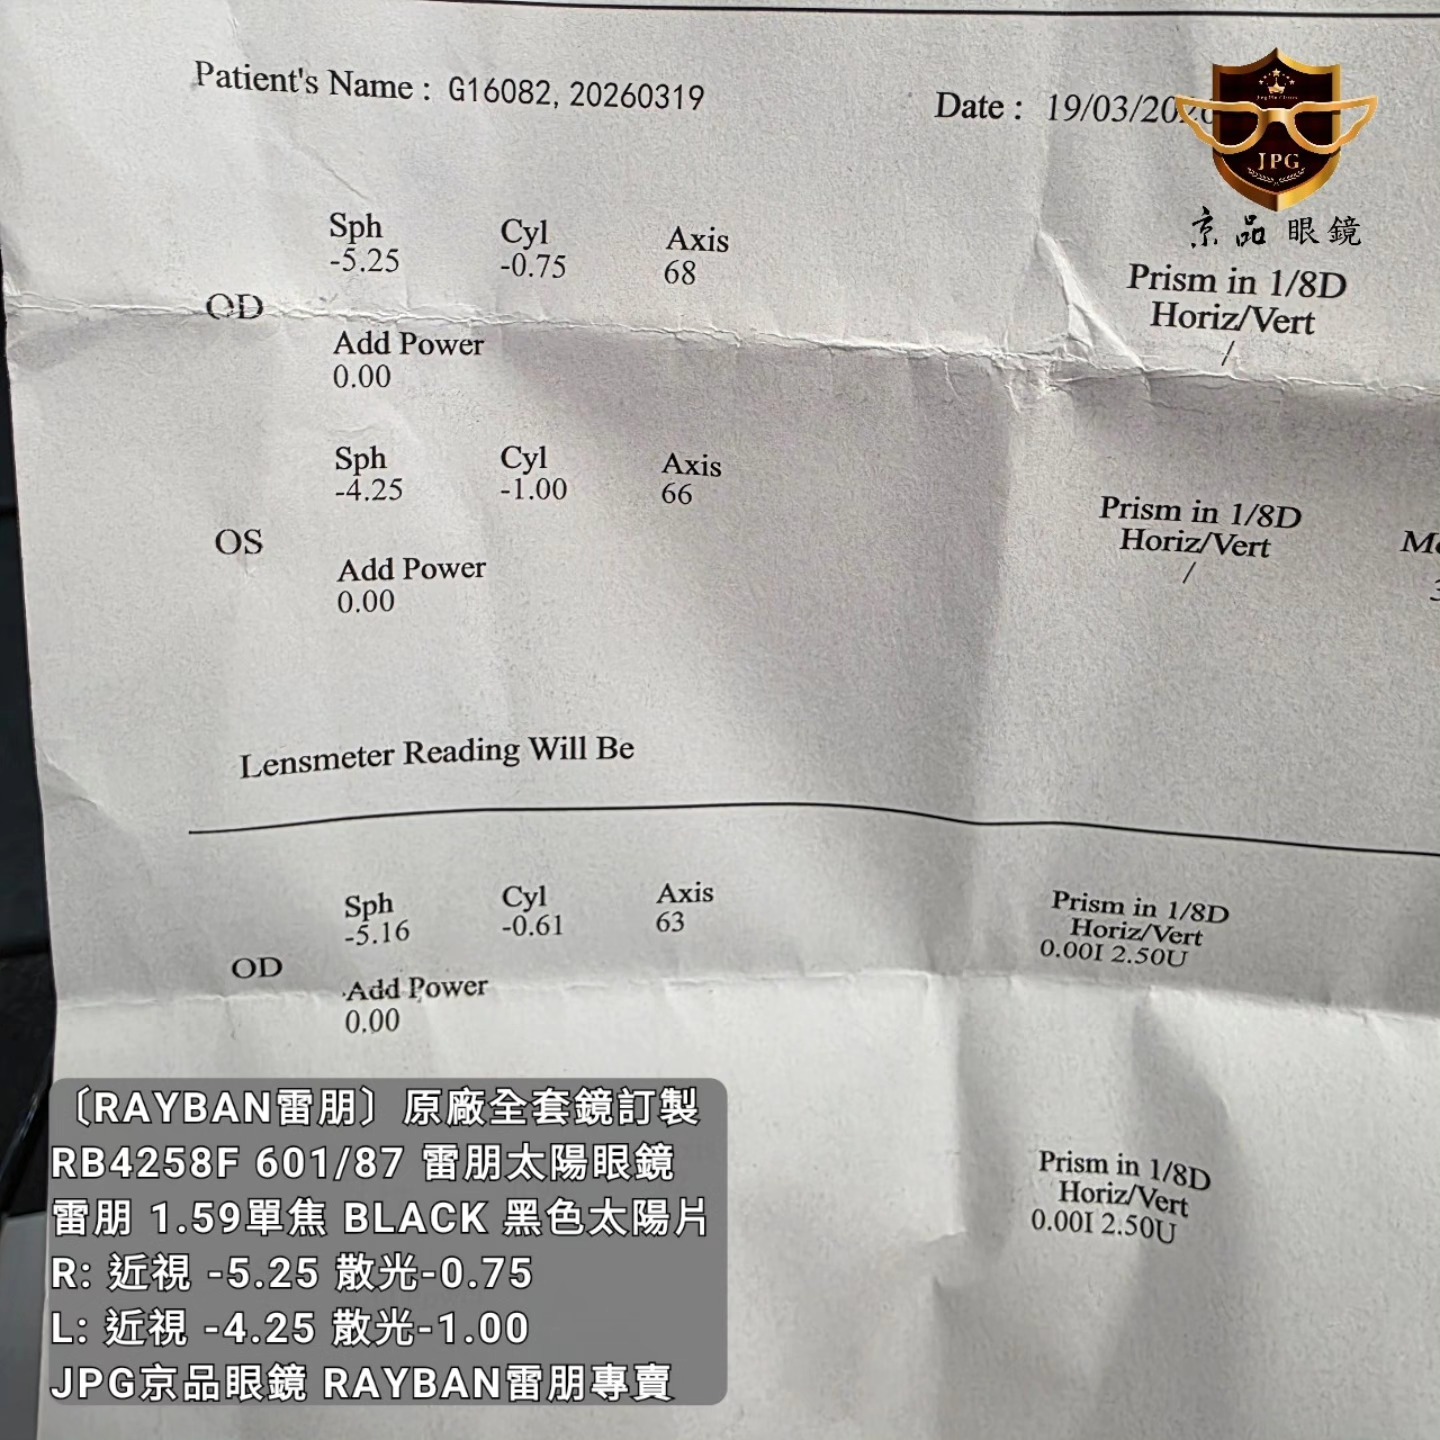 Patient's Name : G16082, 20260319
Date : 19/03/2026
JPG
京品眼鏡
Sph Cyl Axis
-5.25 -0.75 68
Prism in 1/8D
Horiz/Vert
/
OD
Add Power
0.00
Sph Cyl Axis
-4.25 -1.00 66
Prism in 1/8D
Horiz/Vert
/
OS
Add Power
0.00
Lensmeter Reading Will Be
Sph Cyl Axis
-5.16 -0.61 63
Prism in 1/8D
Horiz/Vert
0.00I 2.50U
OD
Add Power
0.00
Prism in 1/8D
Horiz/Vert
0.00I 2.50U
〔RAYBAN雷朋〕原廠全套鏡訂製
RB4258F 601/87 雷朋太陽眼鏡
雷朋 1.59單焦 BLACK 黑色太陽片
R: 近視 -5.25 散光-0.75
L: 近視 -4.25 散光-1.00
JPG京品眼鏡 RAYBAN雷朋專賣